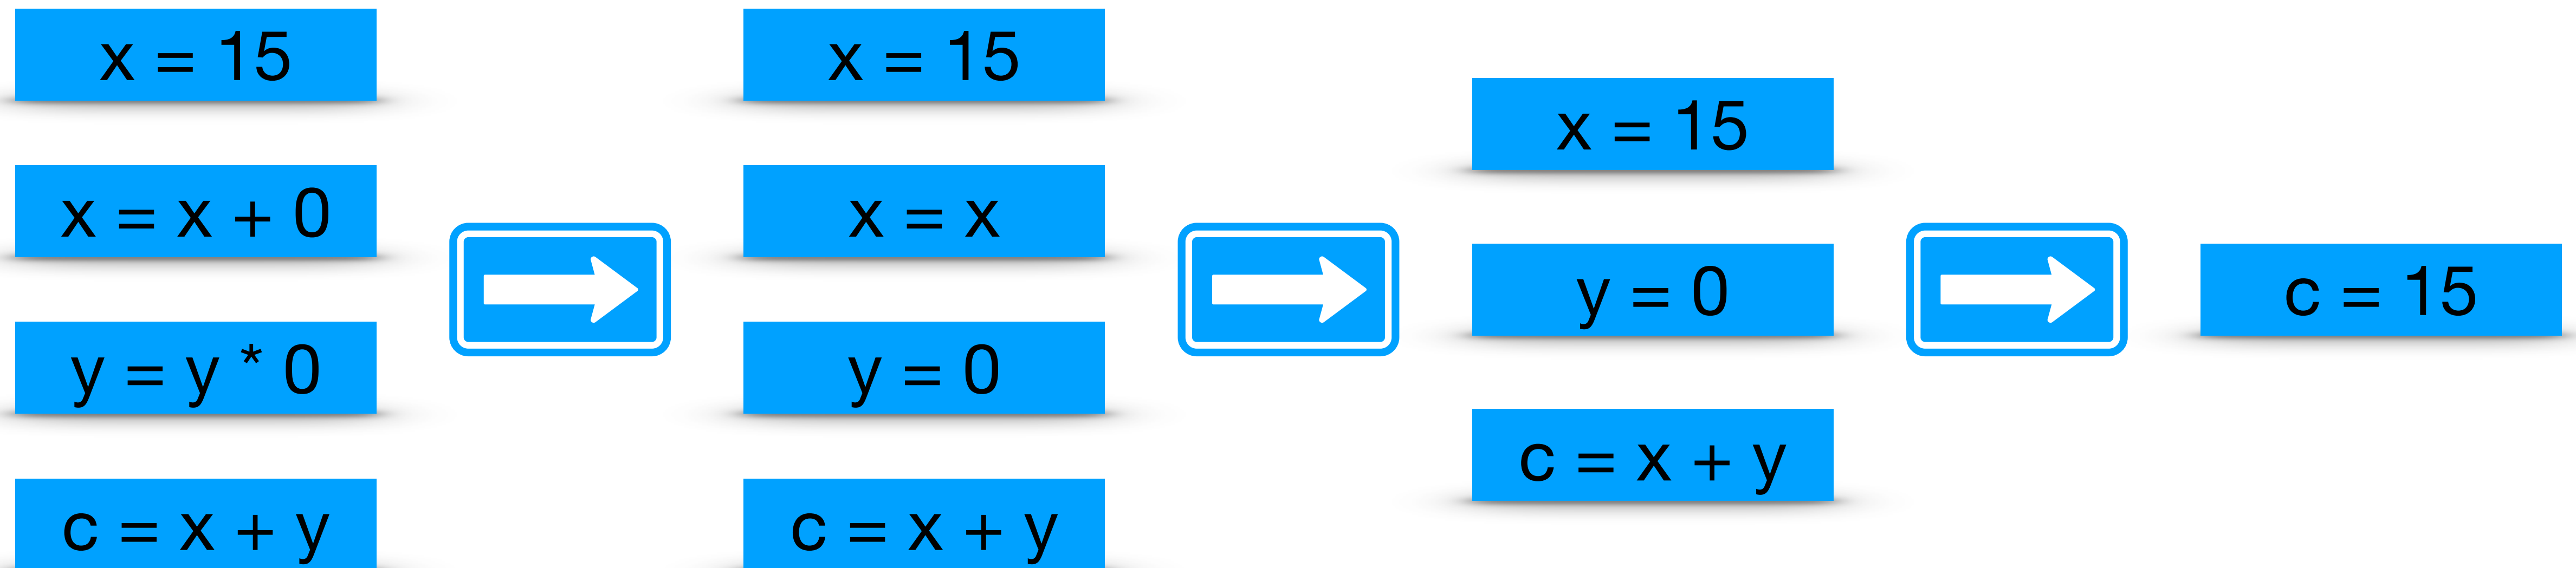 x = 15
x = x + 0
y = y * 0
c = x + y
x = 15
x = x
y = 0
c = x + y
x = 15
y = 0
c = x + y
c = 15